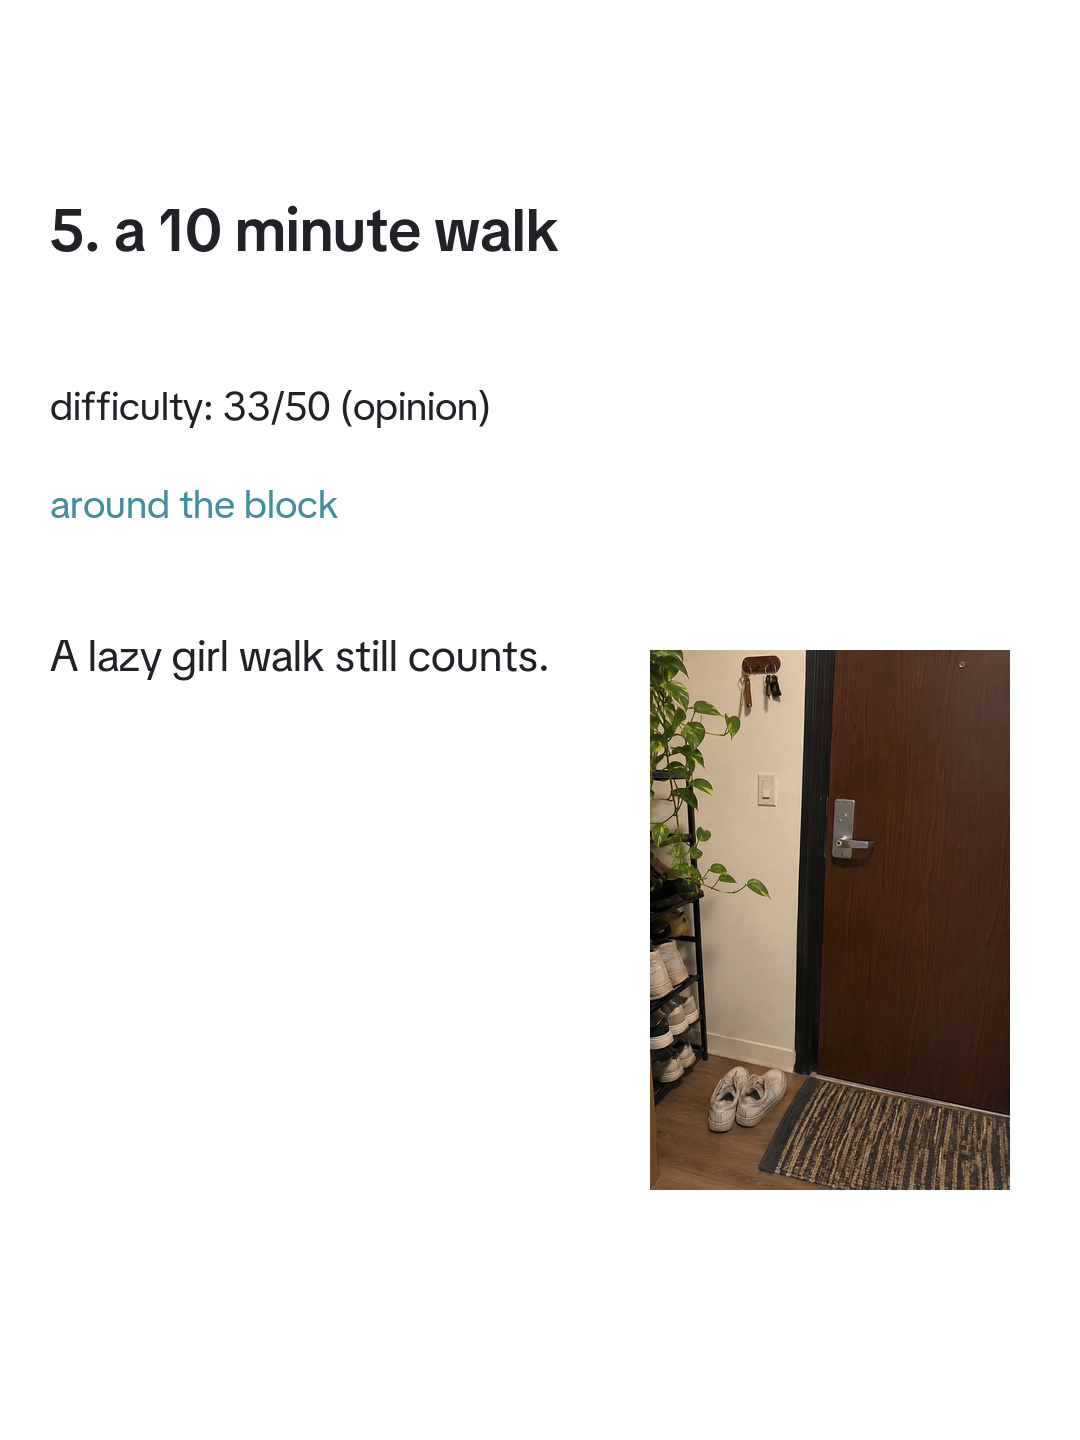 5. a 10 minute walk
difficulty: 33/50 (opinion)
around the block
A lazy girl walk still counts.